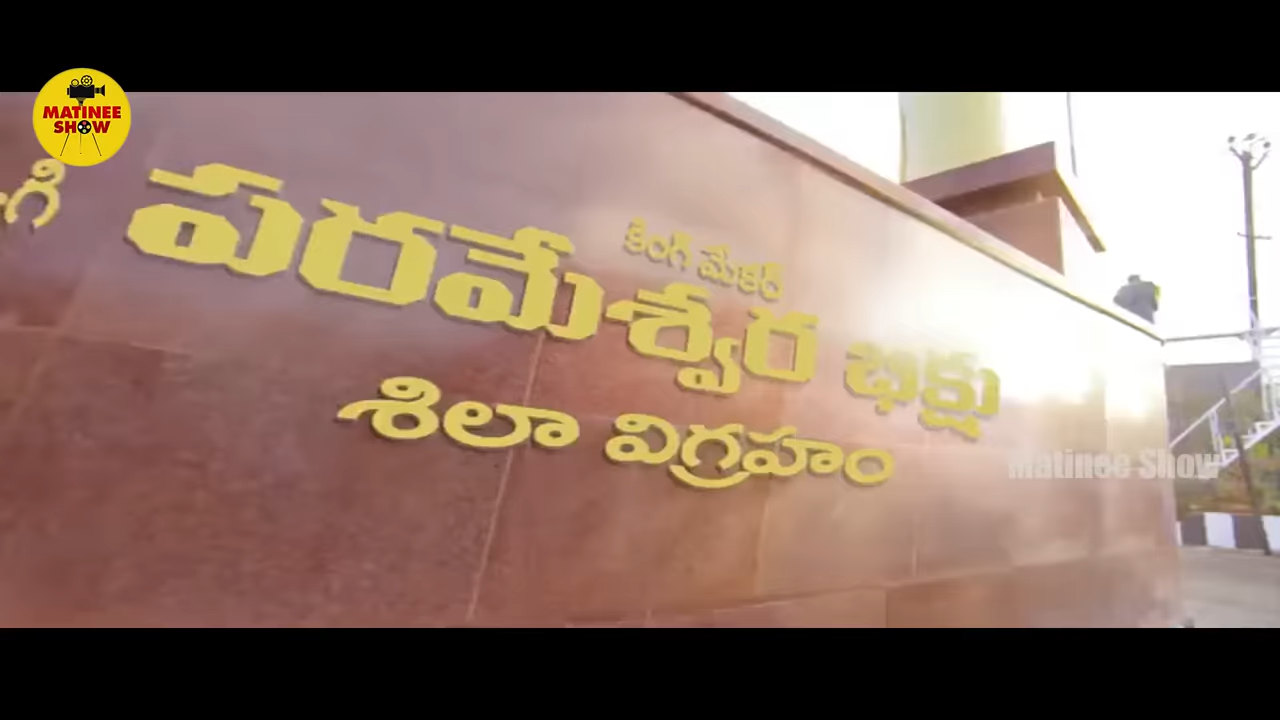 MATINEE
SHOW
కింగ్ మేకర్
పరమేశ్వర భిక్షు
శిలా విగ్రహం
Matinee Show